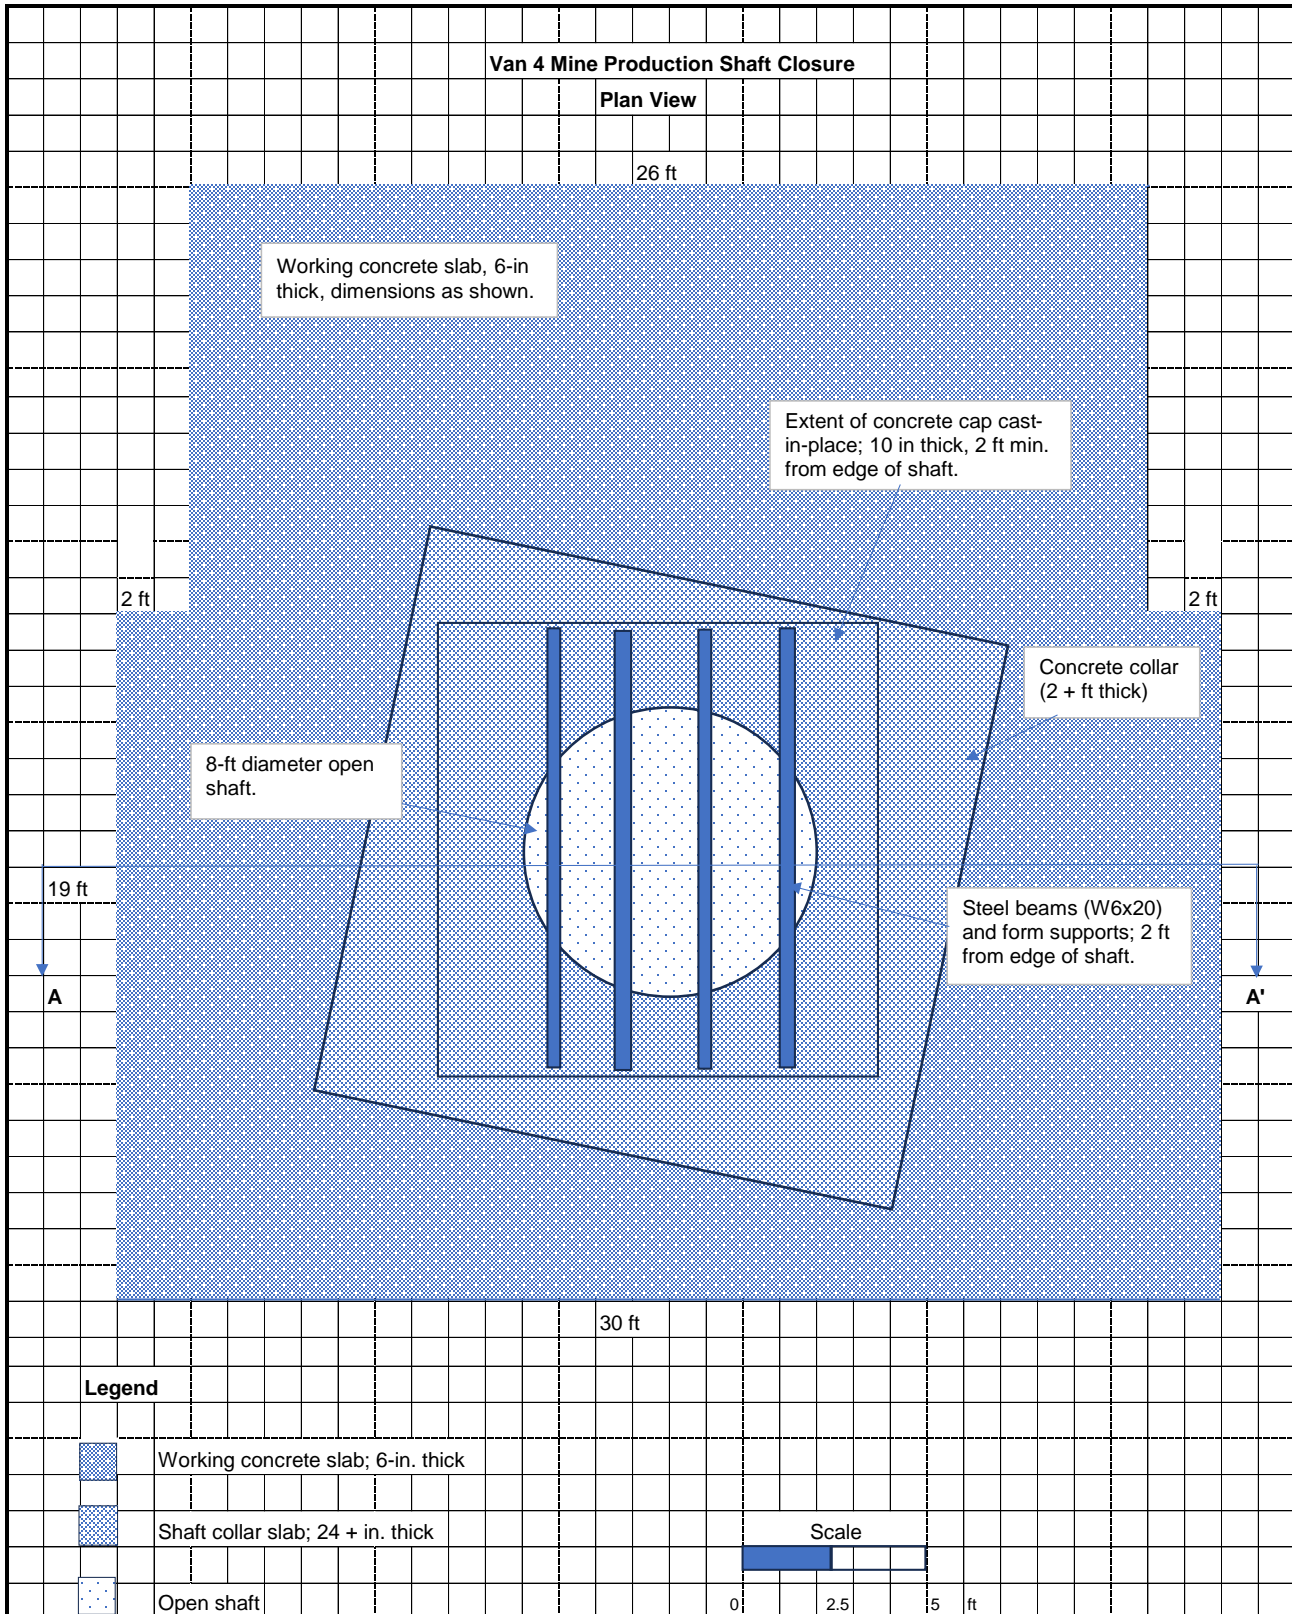 Van 4 Mine Production Shaft Closure
Plan View
26 ft
Working concrete slab, 6-in
thick, dimensions as shown.
Extent of concrete cap cast-
in-place; 10 in thick, 2 ft min.
from edge of shaft.
2 ft
2 ft
Concrete collar
(2 + ft thick)
8-ft diameter open
shaft.
19 ft
Steel beams (W6x20)
and form supports; 2 ft
from edge of shaft.
A
A'
30 ft
Legend
Working concrete slab; 6-in. thick
Shaft collar slab; 24 + in. thick
Scale
Open shaft
0 2.5 5 ft